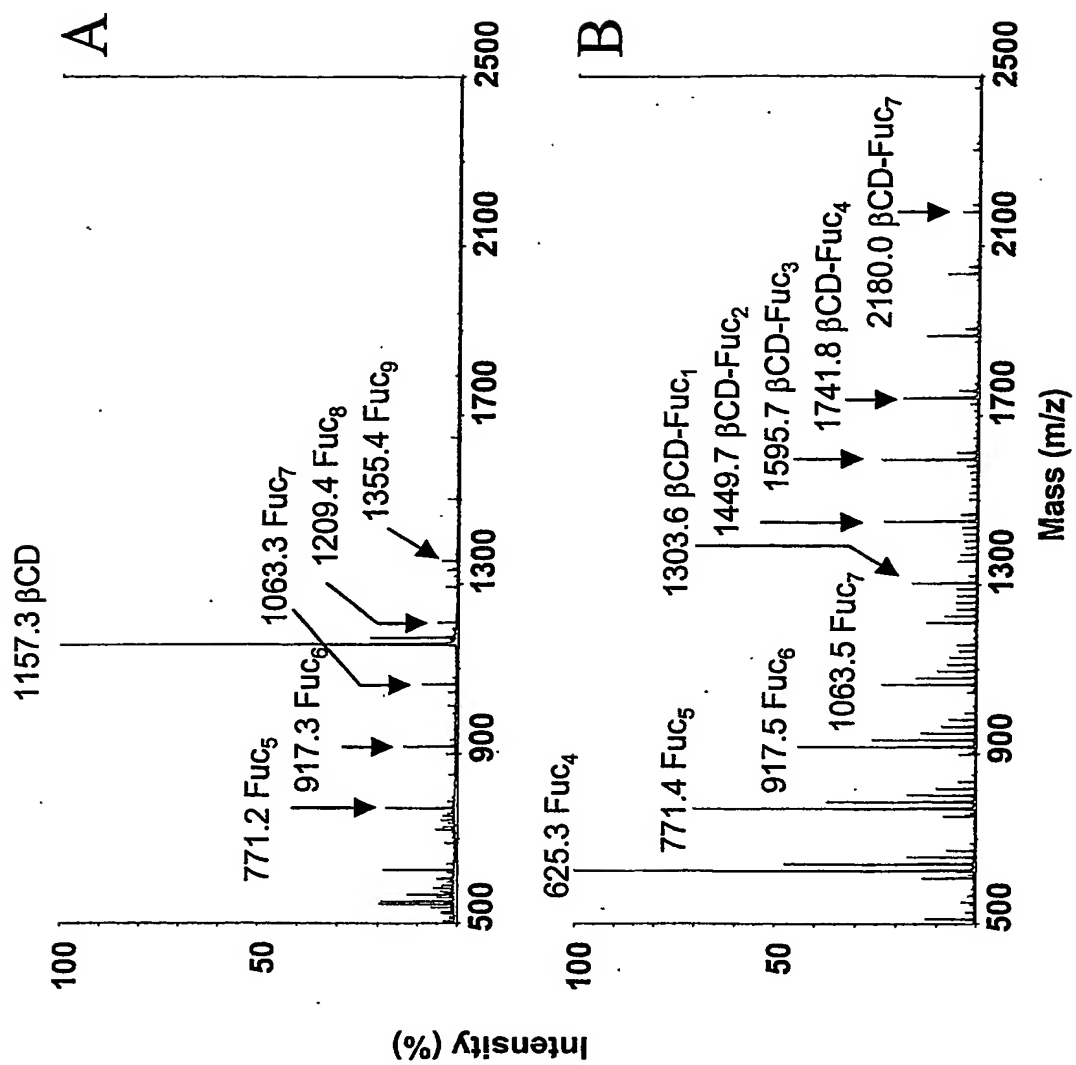 A
1157.3 βCD
771.2 Fuc5
917.3 Fuc6
1063.3 Fuc7
1209.4 Fuc8
1355.4 Fuc9
100
50
500
900
1300
1700
2100
2500
B
625.3 Fuc4
771.4 Fuc5
917.5 Fuc6
1063.5 Fuc7
1303.6 βCD-Fuc1
1449.7 βCD-Fuc2
1595.7 βCD-Fuc3
1741.8 βCD-Fuc4
2180.0 βCD-Fuc7
100
50
500
900
1300
1700
2100
2500
Mass (m/z)
Intensity (%)